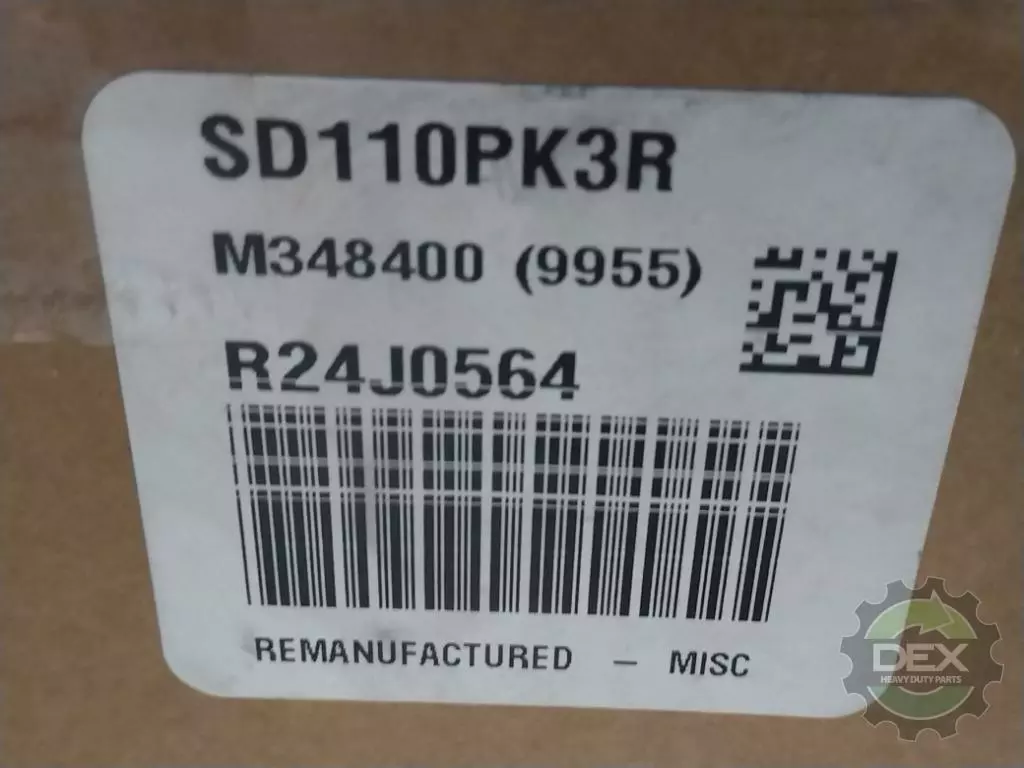 SD110PK3R
M348400 (9955)
R24J0564
REMANUFACTURED – MISC
DEX
HEAVY DUTY PARTS